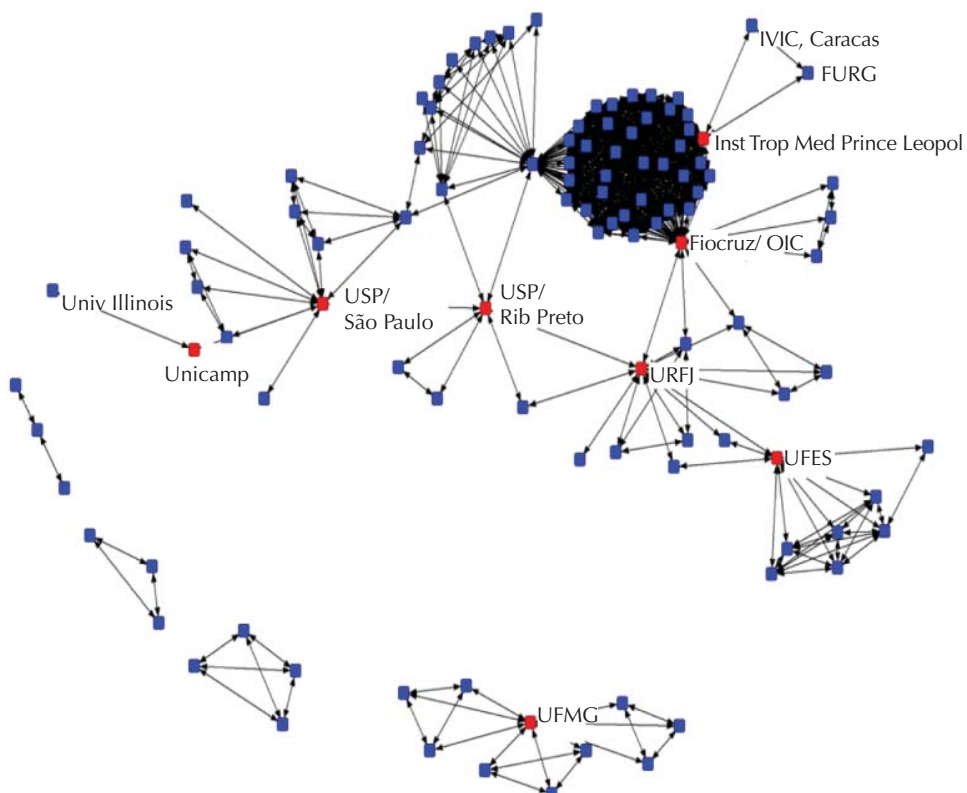 IVIC, Caracas
FURG
Inst Trop Med Prince Leopol
Fiocruz/ OIC
Univ Illinois
USP/
São Paulo
USP/
Rib Preto
Unicamp
URFJ
UFES
UFMG